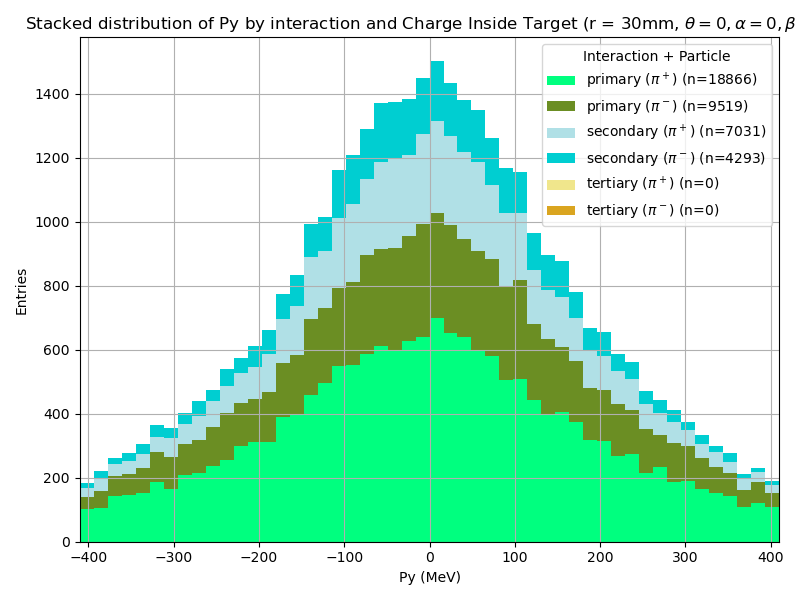 Stacked distribution of Py by interaction and Charge Inside Target (r = 30mm, θ = 0, α = 0, β
Interaction + Particle
primary (π⁺) (n=18866)
primary (π⁻) (n=9519)
secondary (π⁺) (n=7031)
secondary (π⁻) (n=4293)
tertiary (π⁺) (n=0)
tertiary (π⁻) (n=0)
Entries
1400
1200
1000
800
600
400
200
0
−400 −300 −200 −100 0 100 200 300 400
Py (MeV)